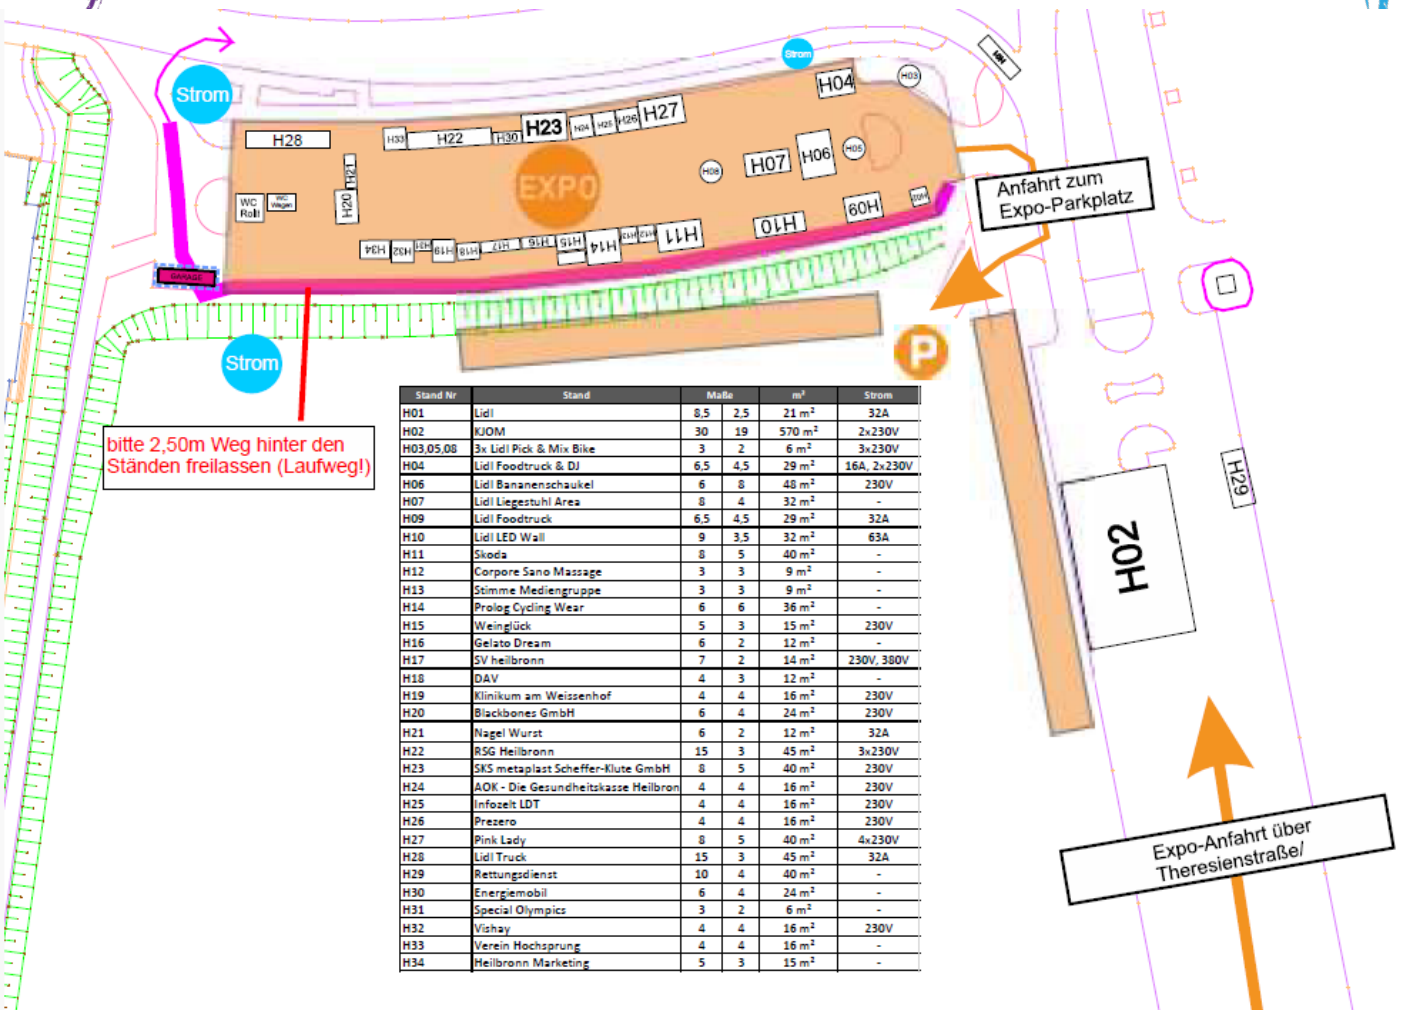 Strom
Strom
H01
H03
H04
H28
H33
H22
H30
H23
H24
H25
H26
H27
EXPO
H08
H07
H06
H05
H21
H20
WC
Rolli
WC
Wagen
H34
H32
H31
H19
H18
H17
H16
H15
H14
H13
H12
H11
H10
H09
Anfahrt zum
Expo-Parkplatz
GARAGE
Strom
P
bitte 2,50m Weg hinter den
Ständen freilassen (Laufweg!)
Stand Nr Stand Maße m² Strom
H01 Lidl 8,5 2,5 21 m² 32A
H02 KJOM 30 19 570 m² 2x230V
H03,05,08 3x Lidl Pick & Mix Bike 3 2 6 m² 3x230V
H04 Lidl Foodtruck & DJ 6,5 4,5 29 m² 16A, 2x230V
H06 Lidl Bananenschaukel 6 8 48 m² 230V
H07 Lidl Liegestuhl Area 8 4 32 m² -
H09 Lidl Foodtruck 6,5 4,5 29 m² 32A
H10 Lidl LED Wall 9 3,5 32 m² 63A
H11 Skoda 8 5 40 m² -
H12 Corpore Sano Massage 3 3 9 m² -
H13 Stimme Mediengruppe 3 3 9 m² -
H14 Prolog Cycling Wear 6 6 36 m² -
H15 Weinglück 5 3 15 m² 230V
H16 Gelato Dream 6 2 12 m² -
H17 SV heilbronn 7 2 14 m² 230V, 380V
H18 DAV 4 3 12 m² -
H19 Klinikum am Weissenhof 4 4 16 m² 230V
H20 Blackbones GmbH 6 4 24 m² 230V
H21 Nagel Wurst 6 2 12 m² 32A
H22 RSG Heilbronn 15 3 45 m² 3x230V
H23 SKS metaplast Scheffer-Klute GmbH 8 5 40 m² 230V
H24 AOK - Die Gesundheitskasse Heilbron 4 4 16 m² 230V
H25 Infozelt LDT 4 4 16 m² 230V
H26 Prezero 4 4 16 m² 230V
H27 Pink Lady 8 5 40 m² 4x230V
H28 Lidl Truck 15 3 45 m² 32A
H29 Rettungsdienst 10 4 40 m² -
H30 Energiemobil 6 4 24 m² -
H31 Special Olympics 3 2 6 m² -
H32 Vishay 4 4 16 m² 230V
H33 Verein Hochsprung 4 4 16 m² -
H34 Heilbronn Marketing 5 3 15 m² -
H29
H02
Expo-Anfahrt über
Theresienstraße/